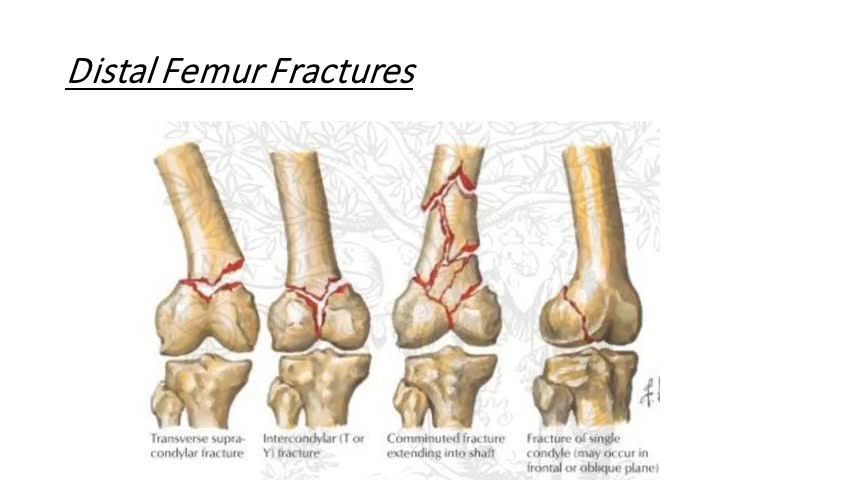 Distal Femur Fractures
Transverse supra-
condylar fracture
Intercondylar (T or
Y) fracture
Comminuted fracture
extending into shaft
Fracture of single
condyle (may occur in
frontal or oblique plane)